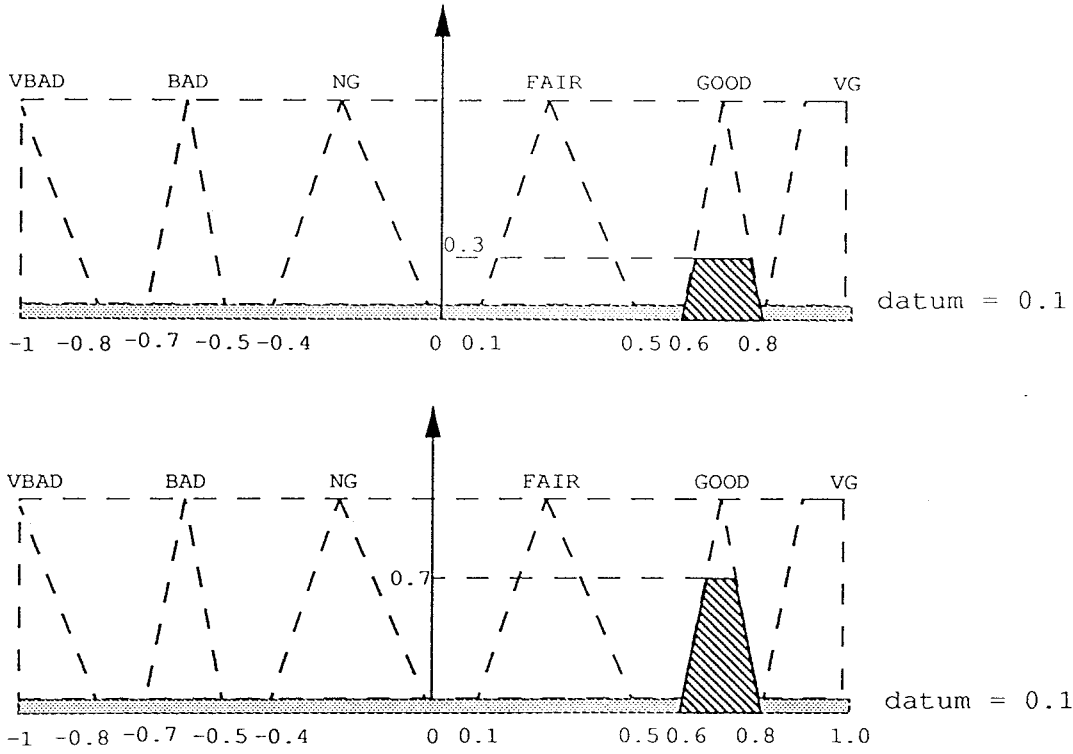 VBAD BAD NG FAIR GOOD VG
0.3
datum = 0.1
-1 -0.8 -0.7 -0.5 -0.4 0 0.1 0.5 0.6 0.8
VBAD BAD NG FAIR GOOD VG
0.7
datum = 0.1
-1 -0.8 -0.7 -0.5 -0.4 0 0.1 0.5 0.6 0.8 1.0